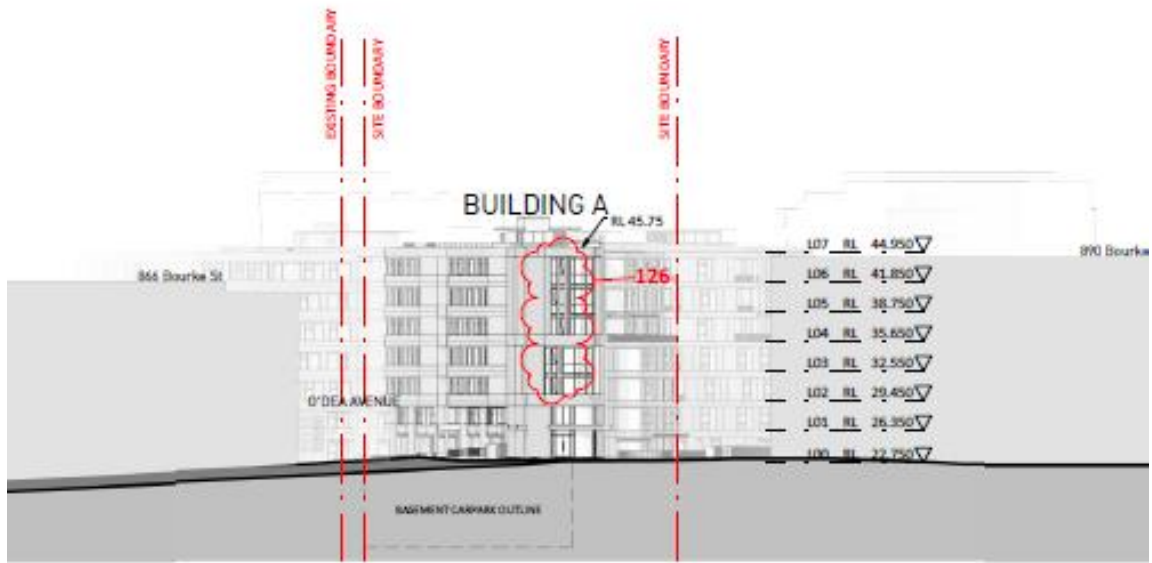 EXISTING BOUNDARY
SITE BOUNDARY
SITE BOUNDARY
BUILDING A
RL 45.75
866 Bourke St
126
890 Bourke
L07 RL 44.950
L06 RL 41.850
L05 RL 38.750
L04 RL 35.650
L03 RL 32.550
L02 RL 29.450
L01 RL 26.350
L00 RL 22.750
O'DEA AVENUE
BASEMENT CARPARK OUTLINE